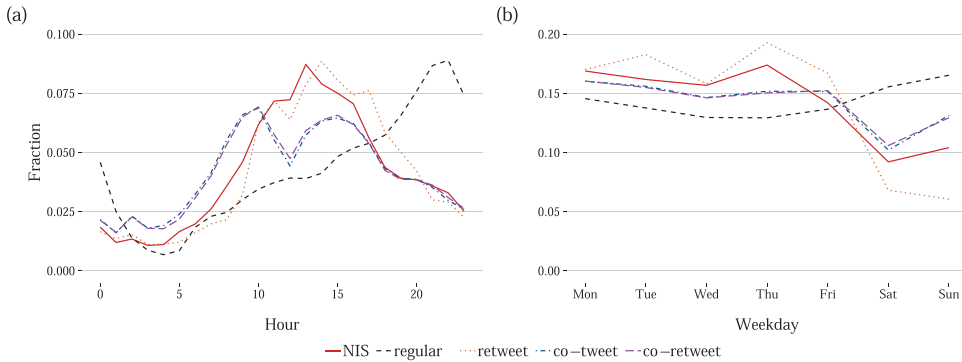 (a)
(b)
Fraction
0.100
0.075
0.050
0.025
0.000
0
5
10
15
20
Hour
0.20
0.15
0.10
0.05
0.00
Mon
Tue
Wed
Thu
Fri
Sat
Sun
Weekday
NIS
regular
retweet
co−tweet
co−retweet